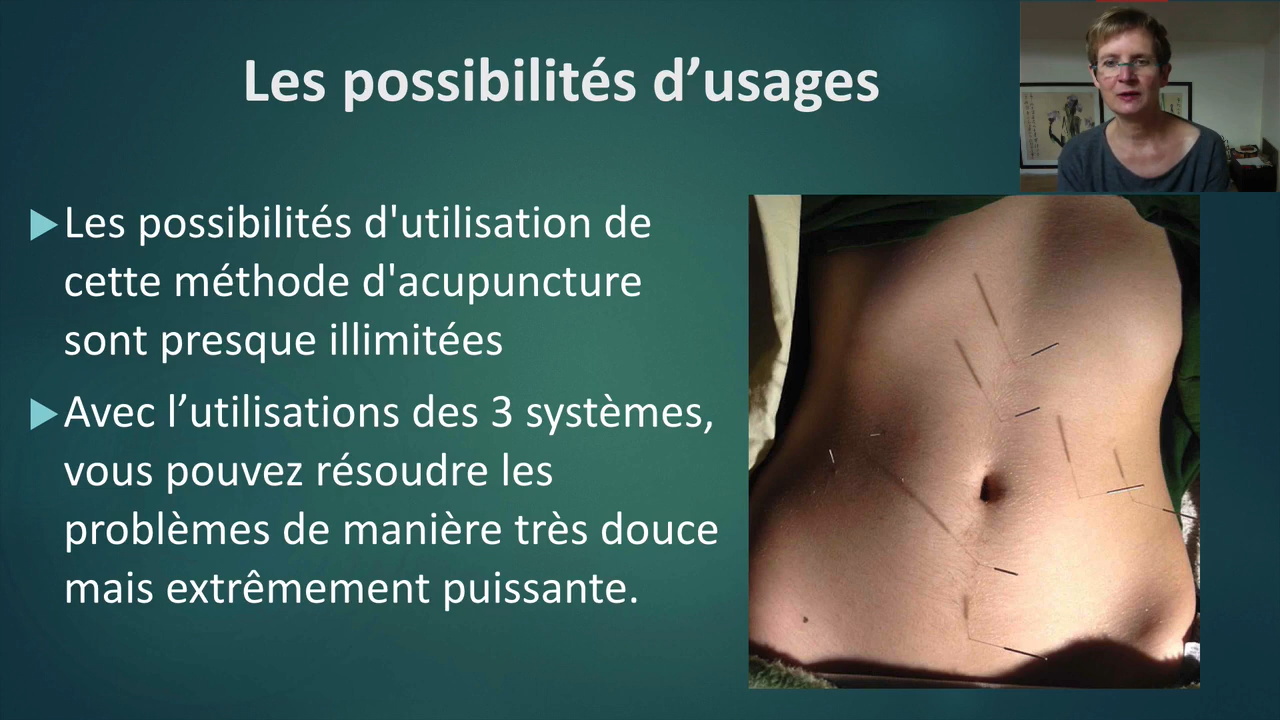 Les possibilités d’usages
Les possibilités d'utilisation de
cette méthode d'acupuncture
sont presque illimitées
Avec l’utilisations des 3 systèmes,
vous pouvez résoudre les
problèmes de manière très douce
mais extrêmement puissante.